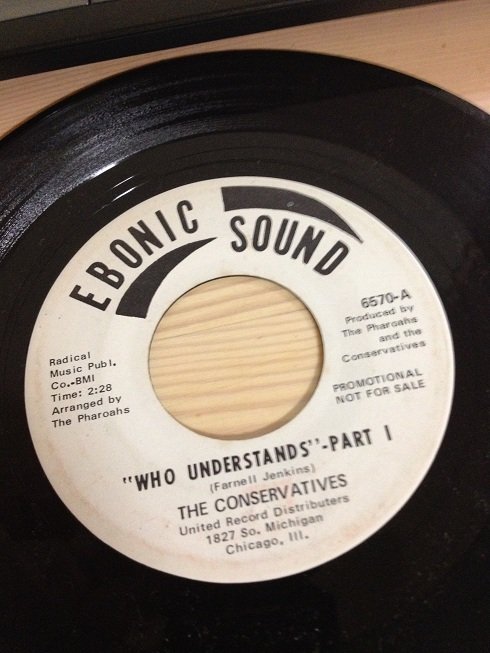 EBONIC SOUND
Radical
Music Publ.
Co.-BMI
Time: 2:28
Arranged by
The Pharoahs
6570-A
Produced by
The Pharoahs
and the
Conservatives
PROMOTIONAL
NOT FOR SALE
"WHO UNDERSTANDS"-PART I
(Farnell Jenkins)
THE CONSERVATIVES
United Record Distributers
1827 So. Michigan
Chicago, Ill.